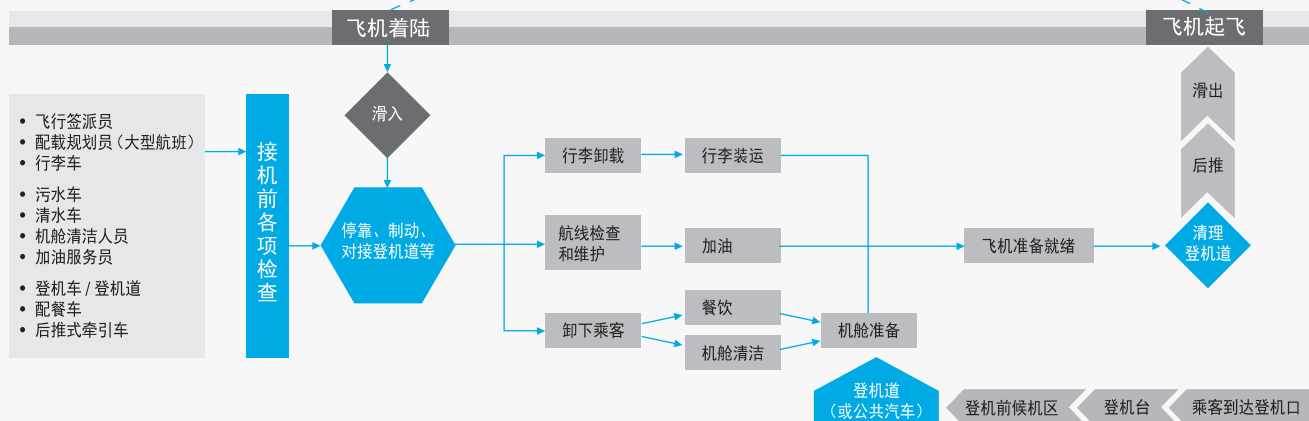 飞机着陆
飞机起飞
滑入
滑出
后推
• 飞行签派员
• 配载规划员（大型航班）
• 行李车
• 污水车
• 清水车
• 机舱清洁人员
• 加油服务员
• 登机车 / 登机道
• 配餐车
• 后推式牵引车
接机前各项检查
停靠、制动、
对接登机道等
行李卸载
行李装运
航线检查
和维护
加油
卸下乘客
餐饮
机舱清洁
机舱准备
飞机准备就绪
清理
登机道
登机道
（或公共汽车）
登机前候机区
登机台
乘客到达登机口